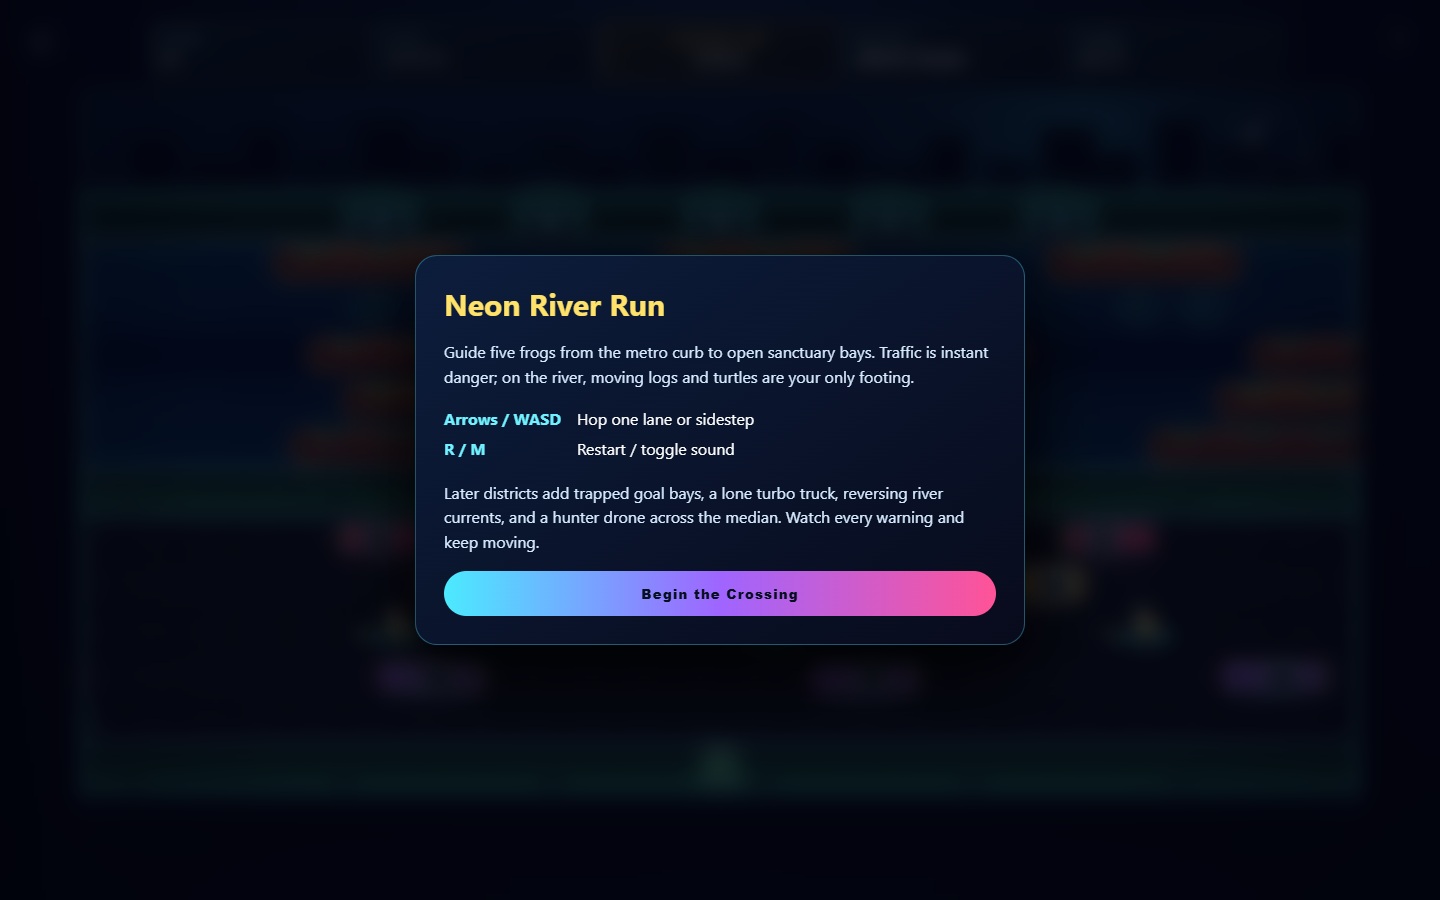 Neon River Run
Guide five frogs from the metro curb to open sanctuary bays. Traffic is instant
danger; on the river, moving logs and turtles are your only footing.
Arrows / WASD Hop one lane or sidestep
R / M Restart / toggle sound
Later districts add trapped goal bays, a lone turbo truck, reversing river
currents, and a hunter drone across the median. Watch every warning and
keep moving.
Begin the Crossing